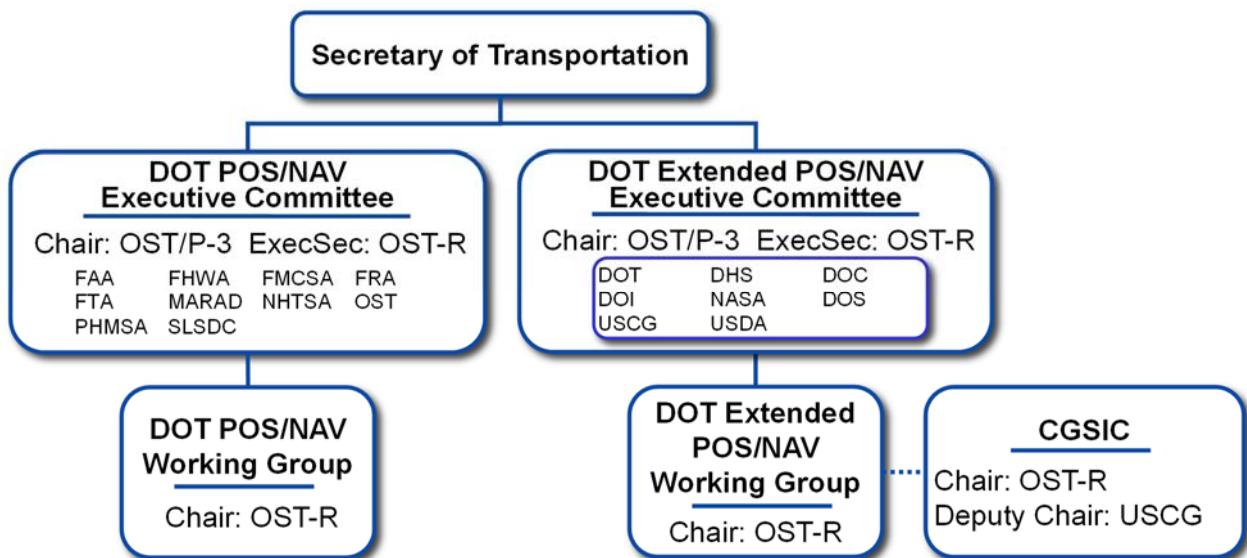 Secretary of Transportation
DOT POS/NAV
Executive Committee
Chair: OST/P-3 ExecSec: OST-R
FAA FHWA FMCSA FRA
FTA MARAD NHTSA OST
PHMSA SLSDC
DOT Extended POS/NAV
Executive Committee
Chair: OST/P-3 ExecSec: OST-R
DOT DHS DOC
DOI NASA DOS
USCG USDA
DOT POS/NAV
Working Group
Chair: OST-R
DOT Extended
POS/NAV
Working Group
Chair: OST-R
CGSIC
Chair: OST-R
Deputy Chair: USCG